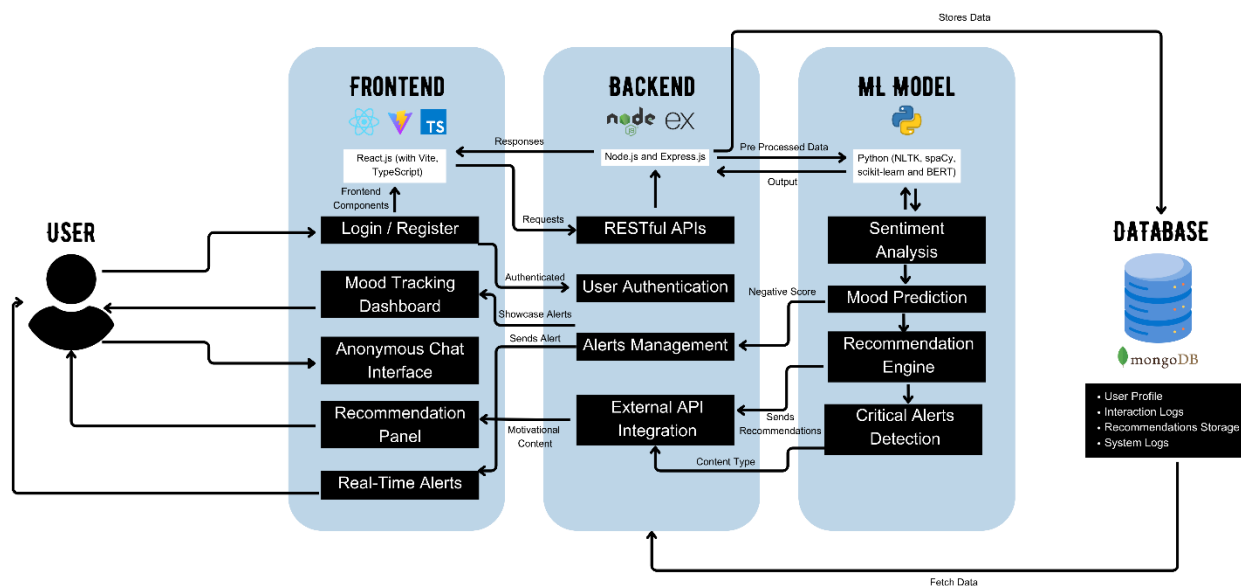 Stores Data
FRONTEND
BACKEND
ML MODEL
TS
node
JS
ex
Responses
Pre Processed Data
React.js (with Vite,
TypeScript)
Node.js and Express.js
Python (NLTK, spaCy,
scikit-learn and BERT)
Output
Frontend
Components
Requests
USER
Login / Register
RESTful APIs
Sentiment
Analysis
DATABASE
Authenticated
Mood Tracking
Dashboard
User Authentication
Negative Score
Mood Prediction
Showcase Alerts
Sends Alert
Alerts Management
Anonymous Chat
Interface
Recommendation
Engine
mongoDB
Recommendation
Panel
Motivational
Content
External API
Integration
Sends
Recommendations
Critical Alerts
Detection
• User Profile
• Interaction Logs
• Recommendations Storage
• System Logs
Content Type
Real-Time Alerts
Fetch Data